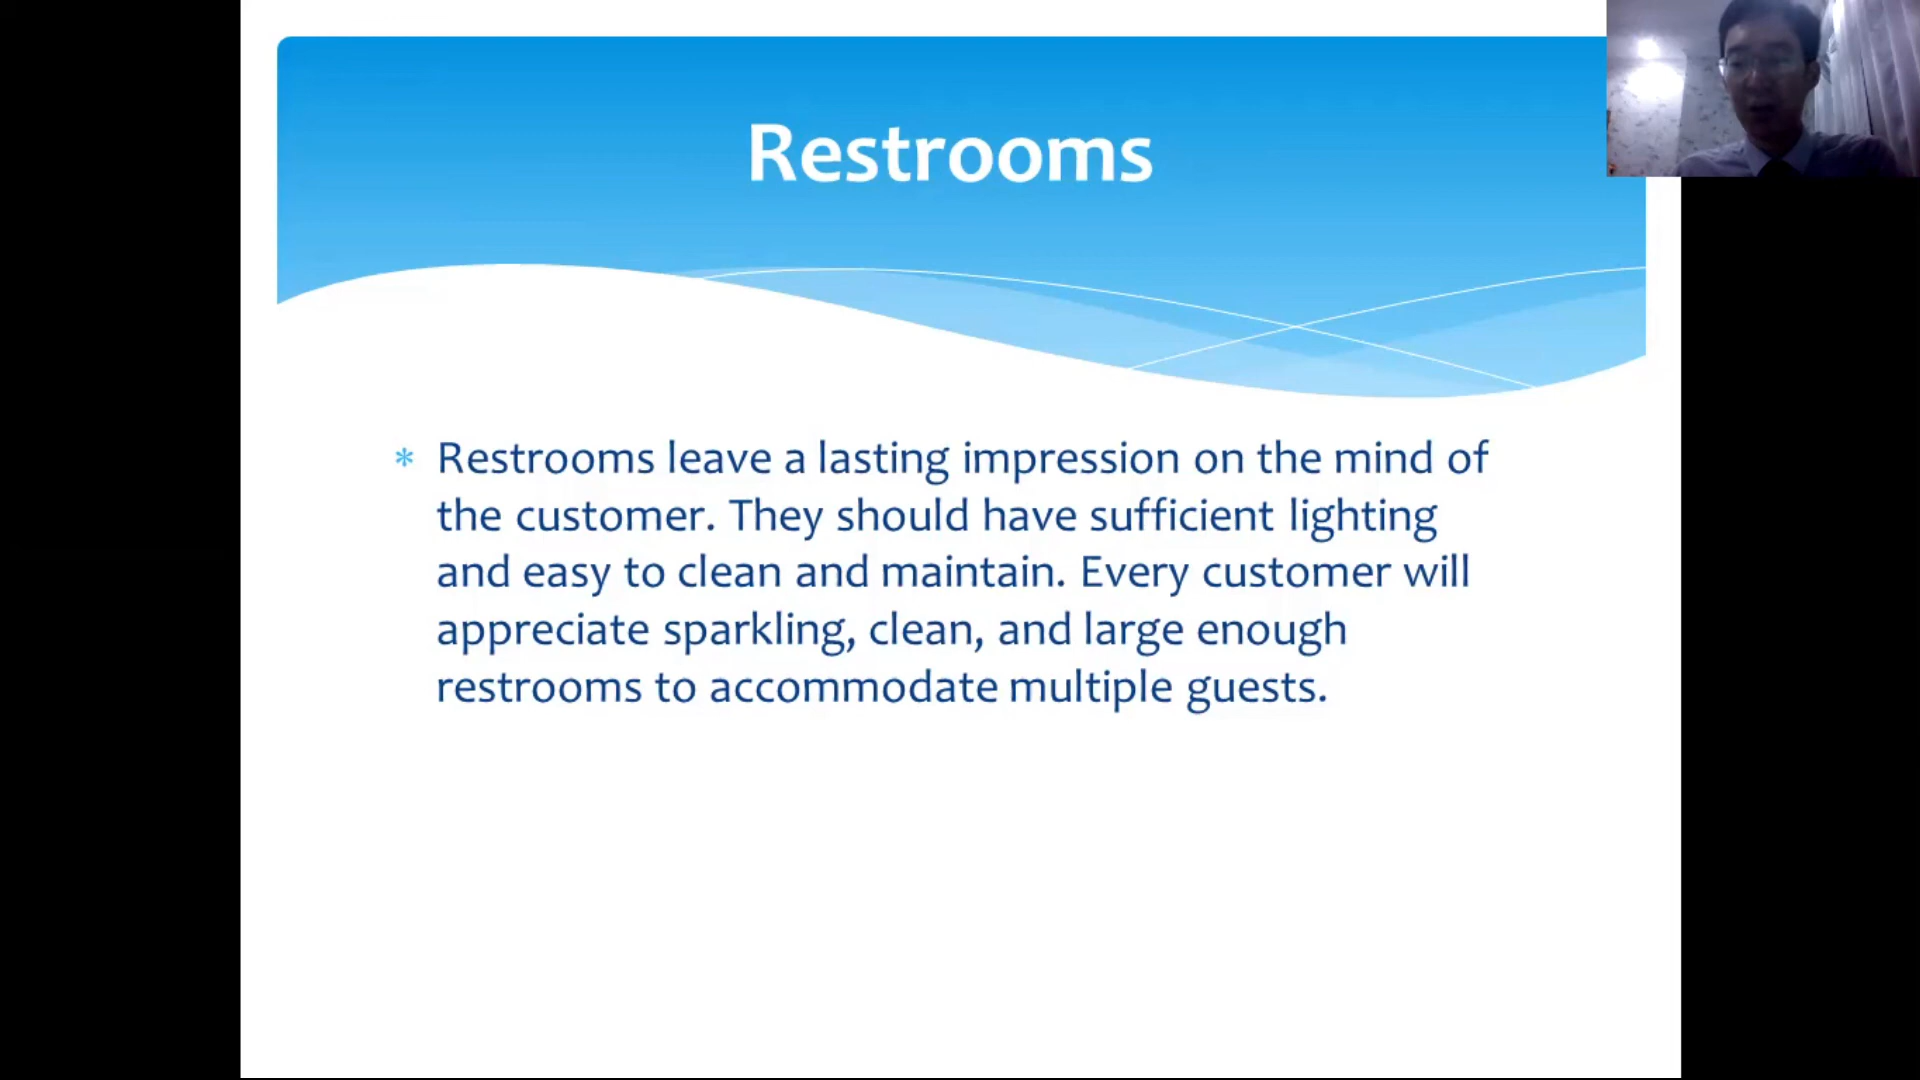 Restrooms
* Restrooms leave a lasting impression on the mind of
the customer. They should have sufficient lighting
and easy to clean and maintain. Every customer will
appreciate sparkling, clean, and large enough
restrooms to accommodate multiple guests.